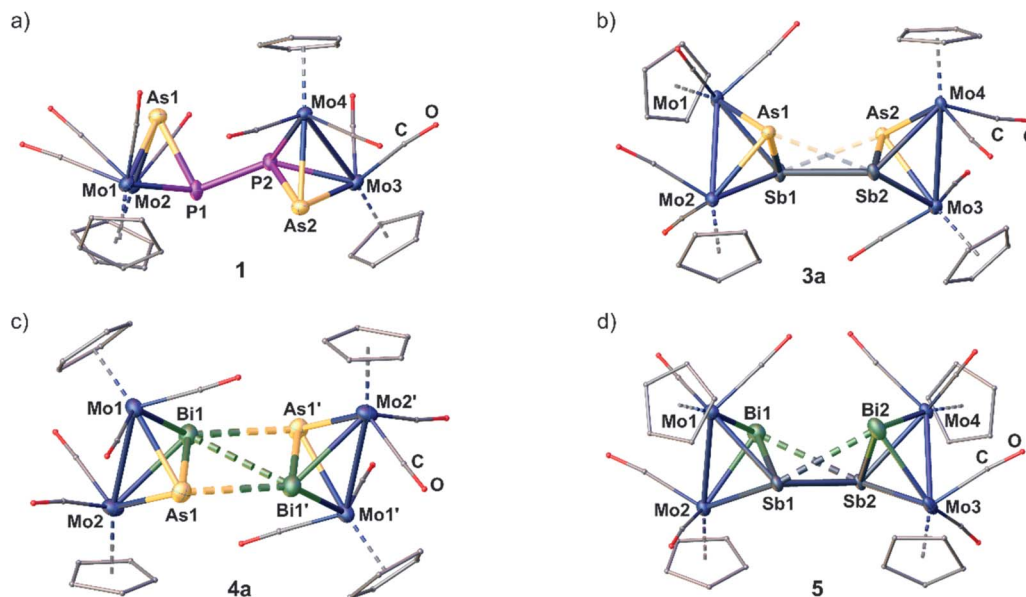 a)
As1
Mo4
O
C
P2
Mo1
Mo2
P1
Mo3
As2
1
b)
Mo1
As1
As2
Mo4
C
O
Mo2
Sb1
Sb2
Mo3
3a
c)
Mo1
Bi1
As1'
Mo2'
C
O
Mo2
As1
Bi1'
Mo1'
4a
d)
Mo1
Bi1
Bi2
Mo4
O
C
Mo2
Sb1
Sb2
Mo3
5